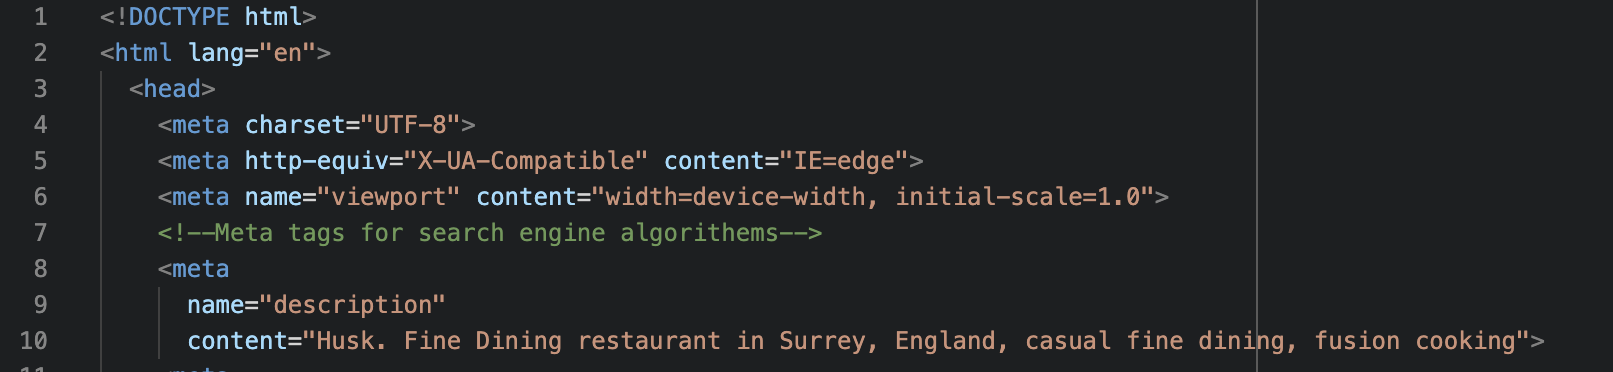 1 <!DOCTYPE html>
2 <html lang="en">
3 <head>
4 <meta charset="UTF-8">
5 <meta http-equiv="X-UA-Compatible" content="IE=edge">
6 <meta name="viewport" content="width=device-width, initial-scale=1.0">
7 <!--Meta tags for search engine algorithems-->
8 <meta
9 name="description"
10 content="Husk. Fine Dining restaurant in Surrey, England, casual fine dining, fusion cooking">